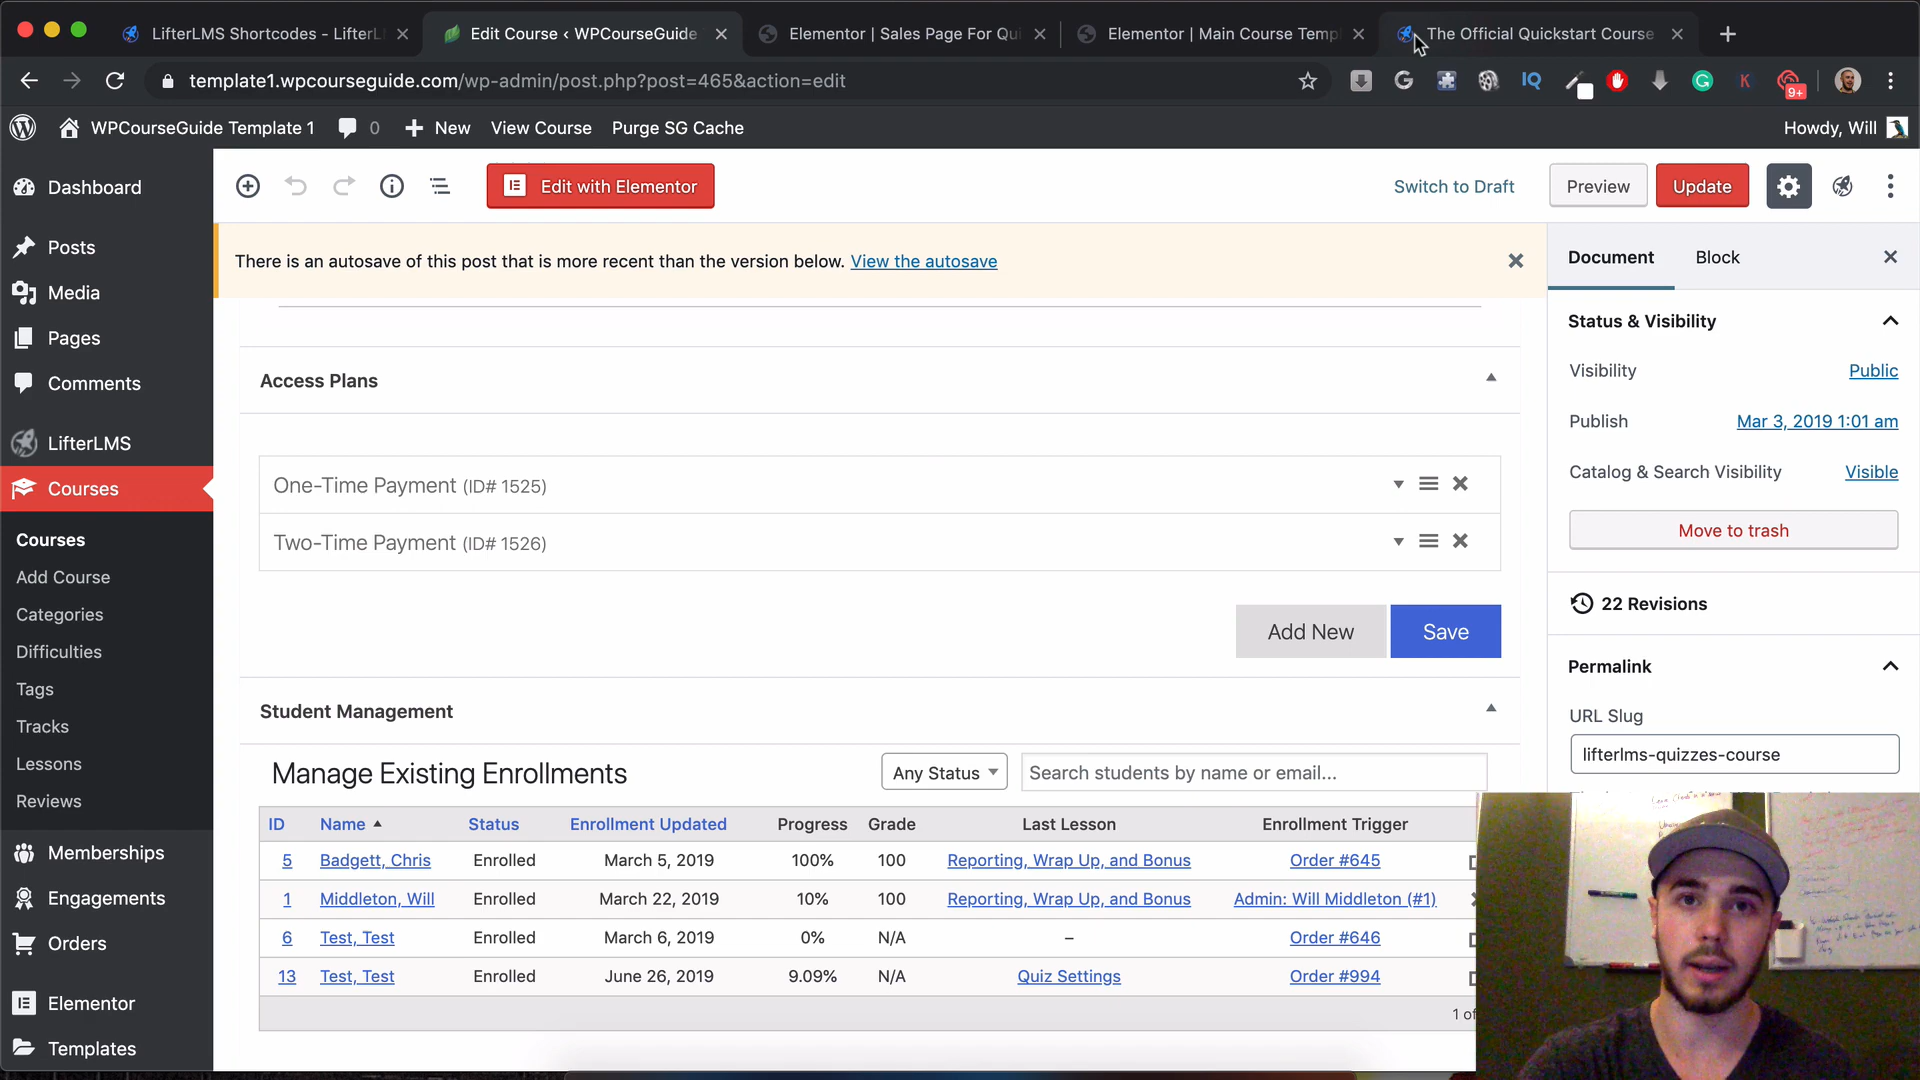 LifterLMS Shortcodes - LifterL
Edit Course ‹ WPCourseGuide
Elementor | Sales Page For Qui
Elementor | Main Course Templ
The Official Quickstart Course
template1.wpcourseguide.com/wp-admin/post.php?post=465&action=edit
IQ
K
9+
WPCourseGuide Template 1
0
New
View Course
Purge SG Cache
Howdy, Will
Dashboard
Posts
Media
Pages
Comments
LifterLMS
Courses
Courses
Add Course
Categories
Difficulties
Tags
Tracks
Lessons
Reviews
Memberships
Engagements
Orders
Elementor
Templates
Edit with Elementor
Switch to Draft
Preview
Update
There is an autosave of this post that is more recent than the version below. View the autosave
Access Plans
One-Time Payment (ID# 1525)
Two-Time Payment (ID# 1526)
Add New
Save
Student Management
Manage Existing Enrollments
Any Status
Search students by name or email...
ID Name Status Enrollment Updated Progress Grade Last Lesson Enrollment Trigger
5 Badgett, Chris Enrolled March 5, 2019 100% 100 Reporting, Wrap Up, and Bonus Order #645
1 Middleton, Will Enrolled March 22, 2019 10% 100 Reporting, Wrap Up, and Bonus Admin: Will Middleton (#1)
6 Test, Test Enrolled March 6, 2019 0% N/A – Order #646
13 Test, Test Enrolled June 26, 2019 9.09% N/A Quiz Settings Order #994
1 of
Document
Block
Status & Visibility
Visibility
Public
Publish
Mar 3, 2019 1:01 am
Catalog & Search Visibility
Visible
Move to trash
22 Revisions
Permalink
URL Slug
lifterlms-quizzes-course